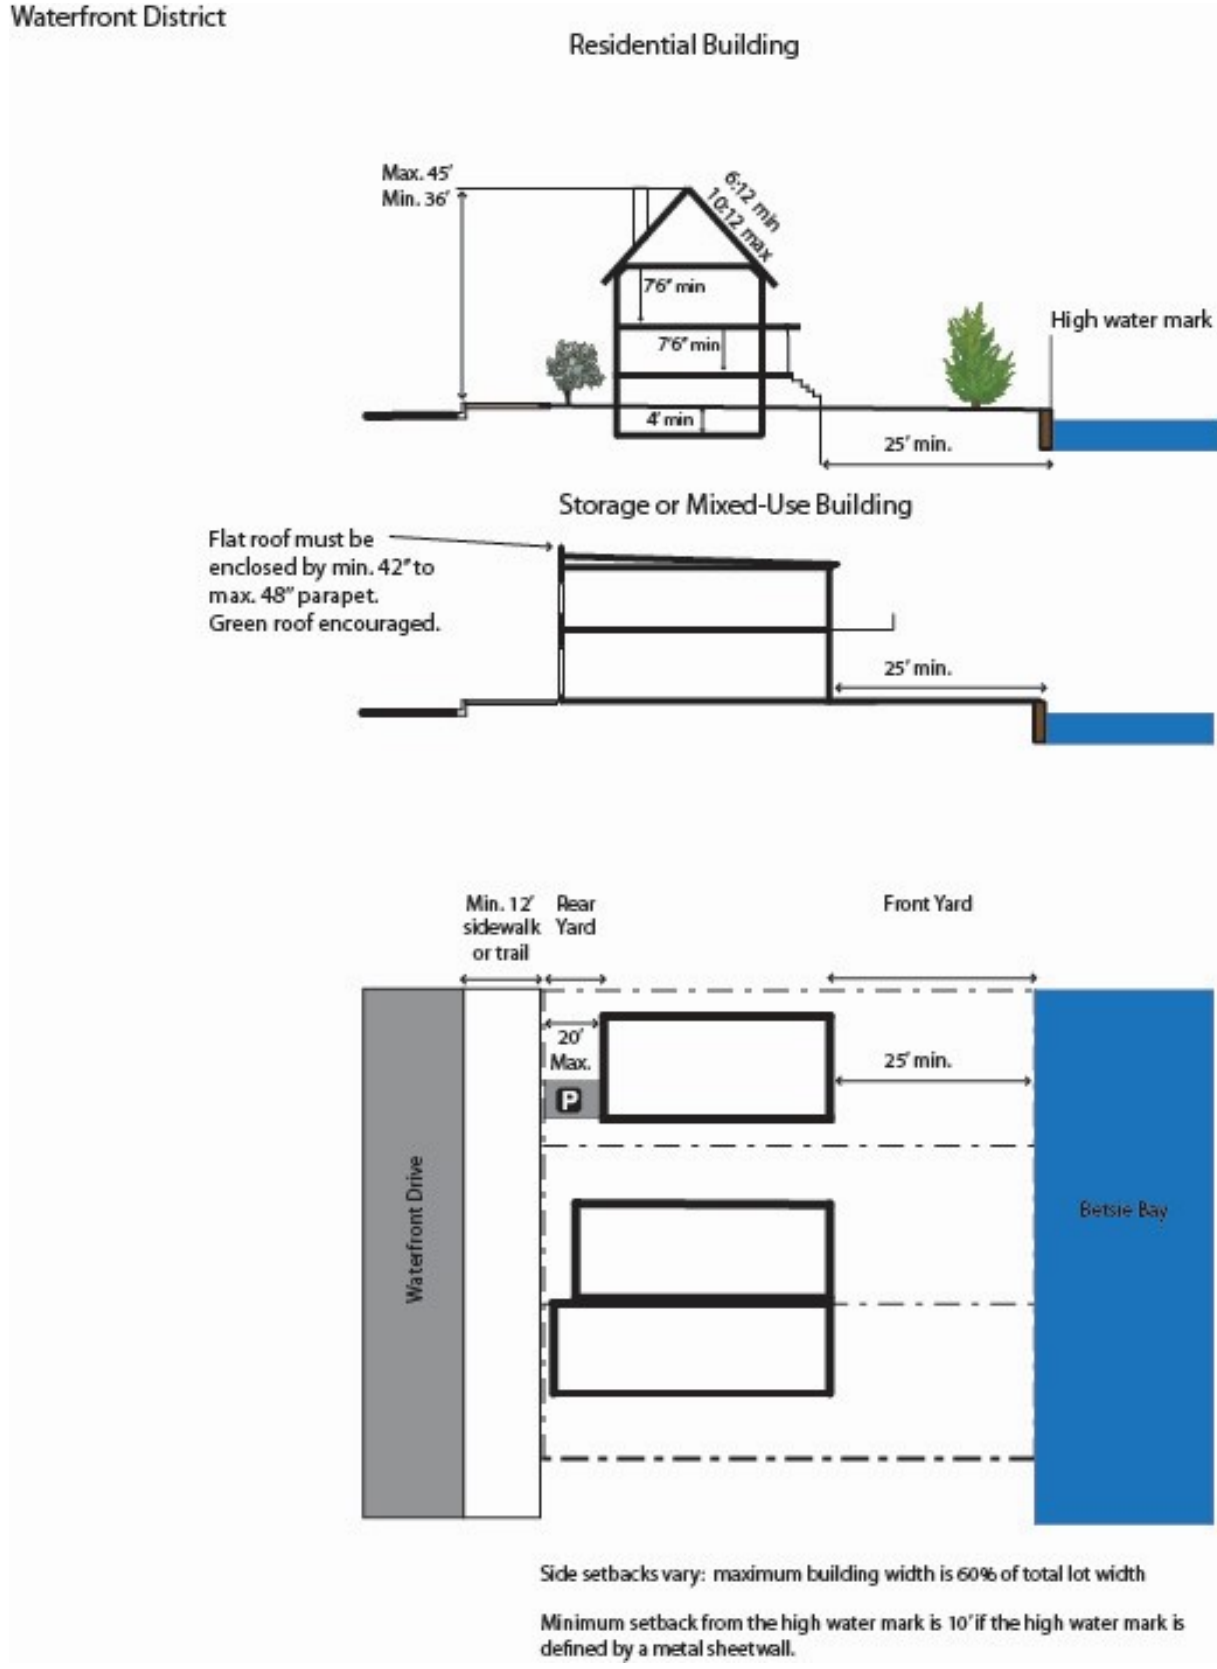 Waterfront District
Residential Building
Max. 45'
Min. 36'
6:12 min
10:12 max
7'6" min
7'6" min
High water mark
4' min
25' min.
Storage or Mixed-Use Building
Flat roof must be
enclosed by min. 42" to
max. 48" parapet.
Green roof encouraged.
25' min.
Min. 12'
sidewalk
or trail
Rear
Yard
Front Yard
20'
Max.
25' min.
P
Waterfront Drive
Betsie Bay
Side setbacks vary: maximum building width is 60% of total lot width
Minimum setback from the high water mark is 10' if the high water mark is
defined by a metal sheetwall.